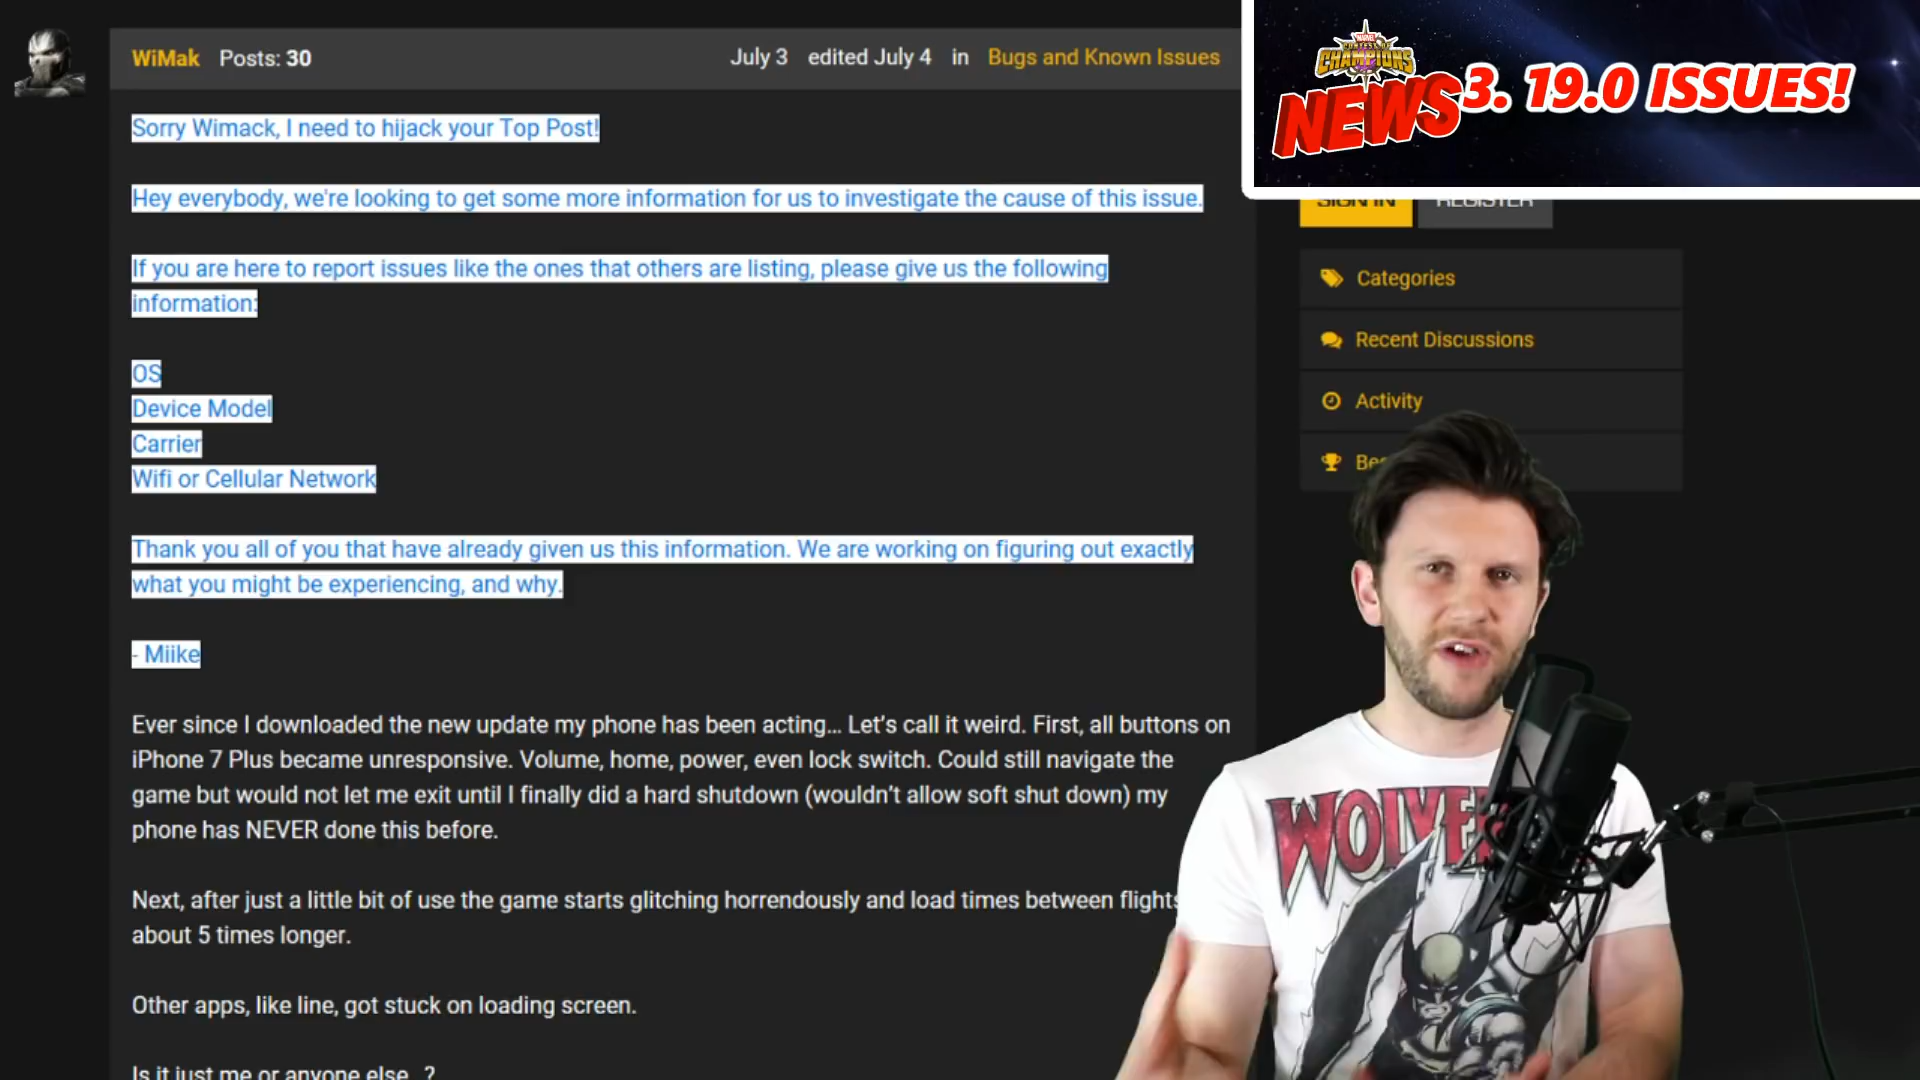 WiMak Posts: 30 July 3 edited July 4 in Bugs and Known Issues
Sorry Wimack, I need to hijack your Top Post!
Hey everybody, we're looking to get some more information for us to investigate the cause of this issue.
If you are here to report issues like the ones that others are listing, please give us the following
information:
OS
Device Model
Carrier
Wifi or Cellular Network
Thank you all of you that have already given us this information. We are working on figuring out exactly
what you might be experiencing, and why.
- Miike
Ever since I downloaded the new update my phone has been acting... Let's call it weird. First, all buttons on
iPhone 7 Plus became unresponsive. Volume, home, power, even lock switch. Could still navigate the
game but would not let me exit until I finally did a hard shutdown (wouldn't allow soft shut down) my
phone has NEVER done this before.
Next, after just a little bit of use the game starts glitching horrendously and load times between flights
about 5 times longer.
Other apps, like line, got stuck on loading screen.
Is it just me or anyone else..?
MARVEL
CONTEST OF
CHAMPIONS
NEWS
3. 19.0 ISSUES!
SIGN IN REGISTER
Categories
Recent Discussions
Activity
WOLVE